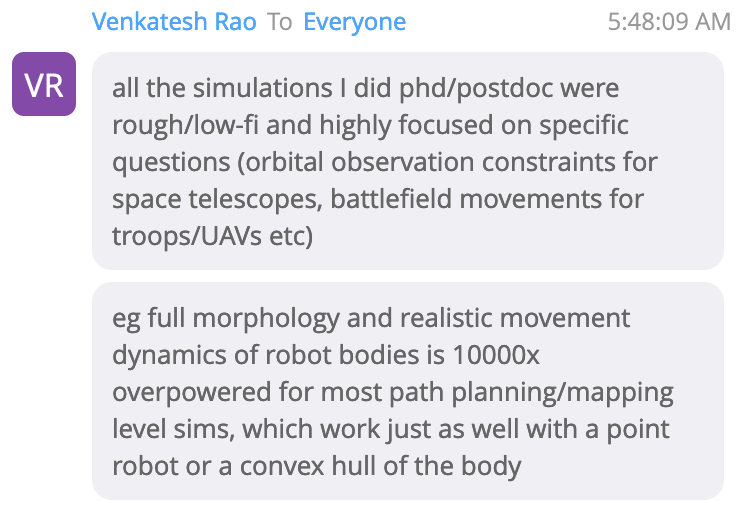 Venkatesh Rao To Everyone 5:48:09 AM
VR
all the simulations I did phd/postdoc were
rough/low-fi and highly focused on specific
questions (orbital observation constraints for
space telescopes, battlefield movements for
troops/UAVs etc)
eg full morphology and realistic movement
dynamics of robot bodies is 10000x
overpowered for most path planning/mapping
level sims, which work just as well with a point
robot or a convex hull of the body